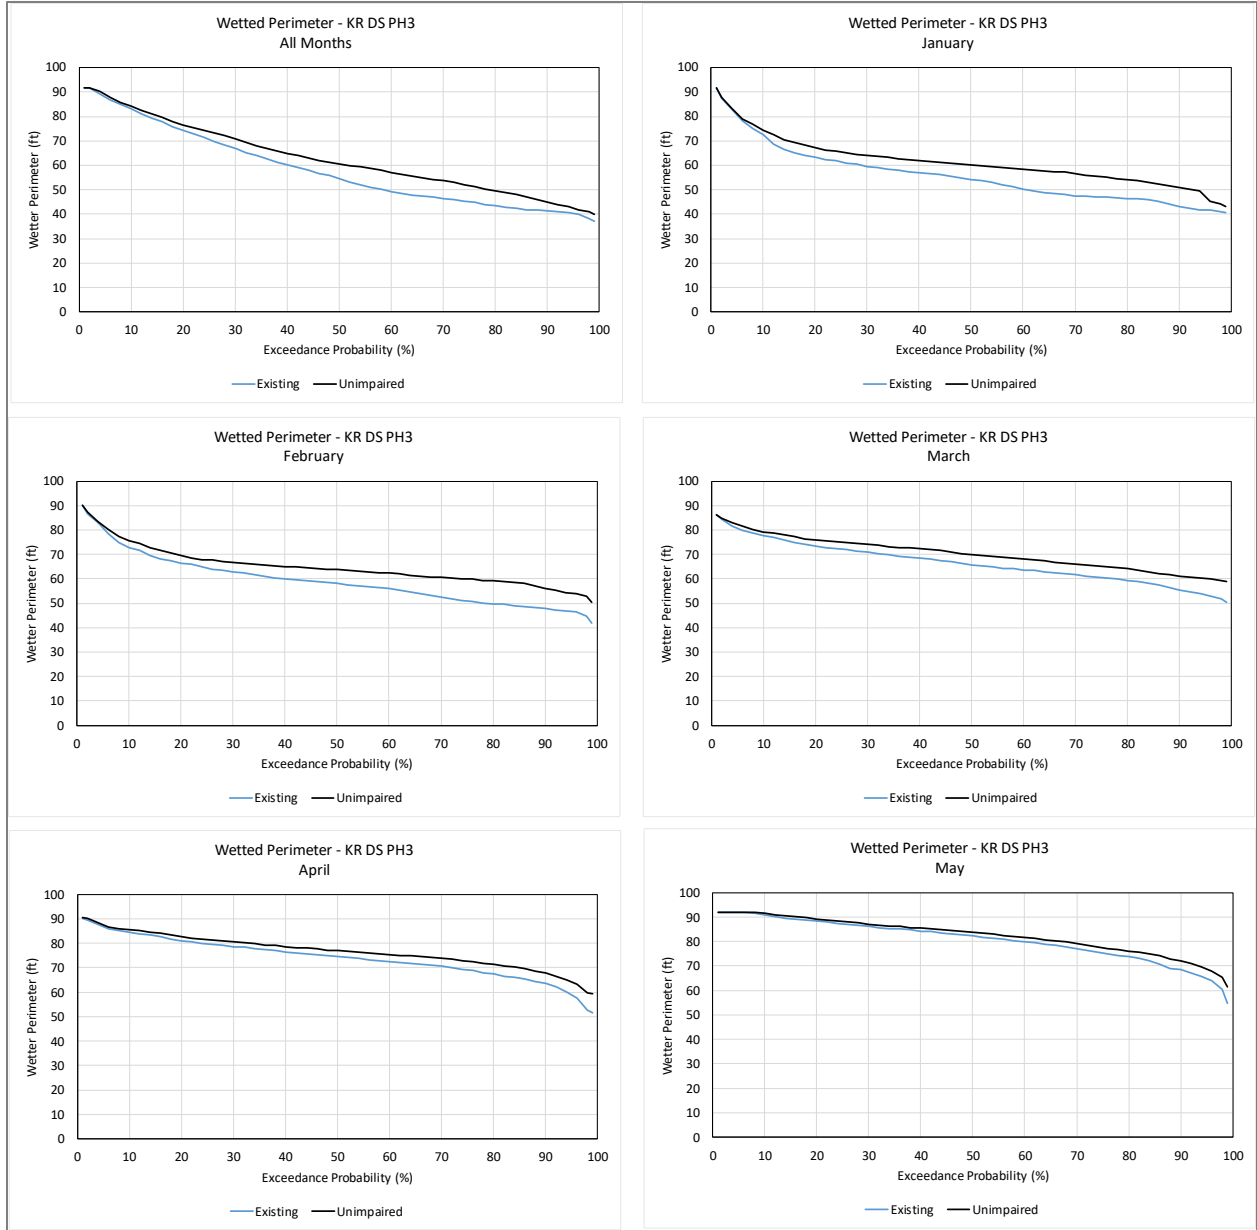 Wetted Perimeter - KR DS PH3
All Months
Wetter Perimeter (ft)
100
90
80
70
60
50
40
30
20
10
0
0 10 20 30 40 50 60 70 80 90 100
Exceedance Probability (%)
Existing Unimpaired
Wetted Perimeter - KR DS PH3
January
Wetter Perimeter (ft)
100
90
80
70
60
50
40
30
20
10
0
0 10 20 30 40 50 60 70 80 90 100
Exceedance Probability (%)
Existing Unimpaired
Wetted Perimeter - KR DS PH3
February
Wetter Perimeter (ft)
100
90
80
70
60
50
40
30
20
10
0
0 10 20 30 40 50 60 70 80 90 100
Exceedance Probability (%)
Existing Unimpaired
Wetted Perimeter - KR DS PH3
March
Wetter Perimeter (ft)
100
90
80
70
60
50
40
30
20
10
0
0 10 20 30 40 50 60 70 80 90 100
Exceedance Probability (%)
Existing Unimpaired
Wetted Perimeter - KR DS PH3
April
Wetter Perimeter (ft)
100
90
80
70
60
50
40
30
20
10
0
0 10 20 30 40 50 60 70 80 90 100
Exceedance Probability (%)
Existing Unimpaired
Wetted Perimeter - KR DS PH3
May
Wetter Perimeter (ft)
100
90
80
70
60
50
40
30
20
10
0
0 10 20 30 40 50 60 70 80 90 100
Exceedance Probability (%)
Existing Unimpaired